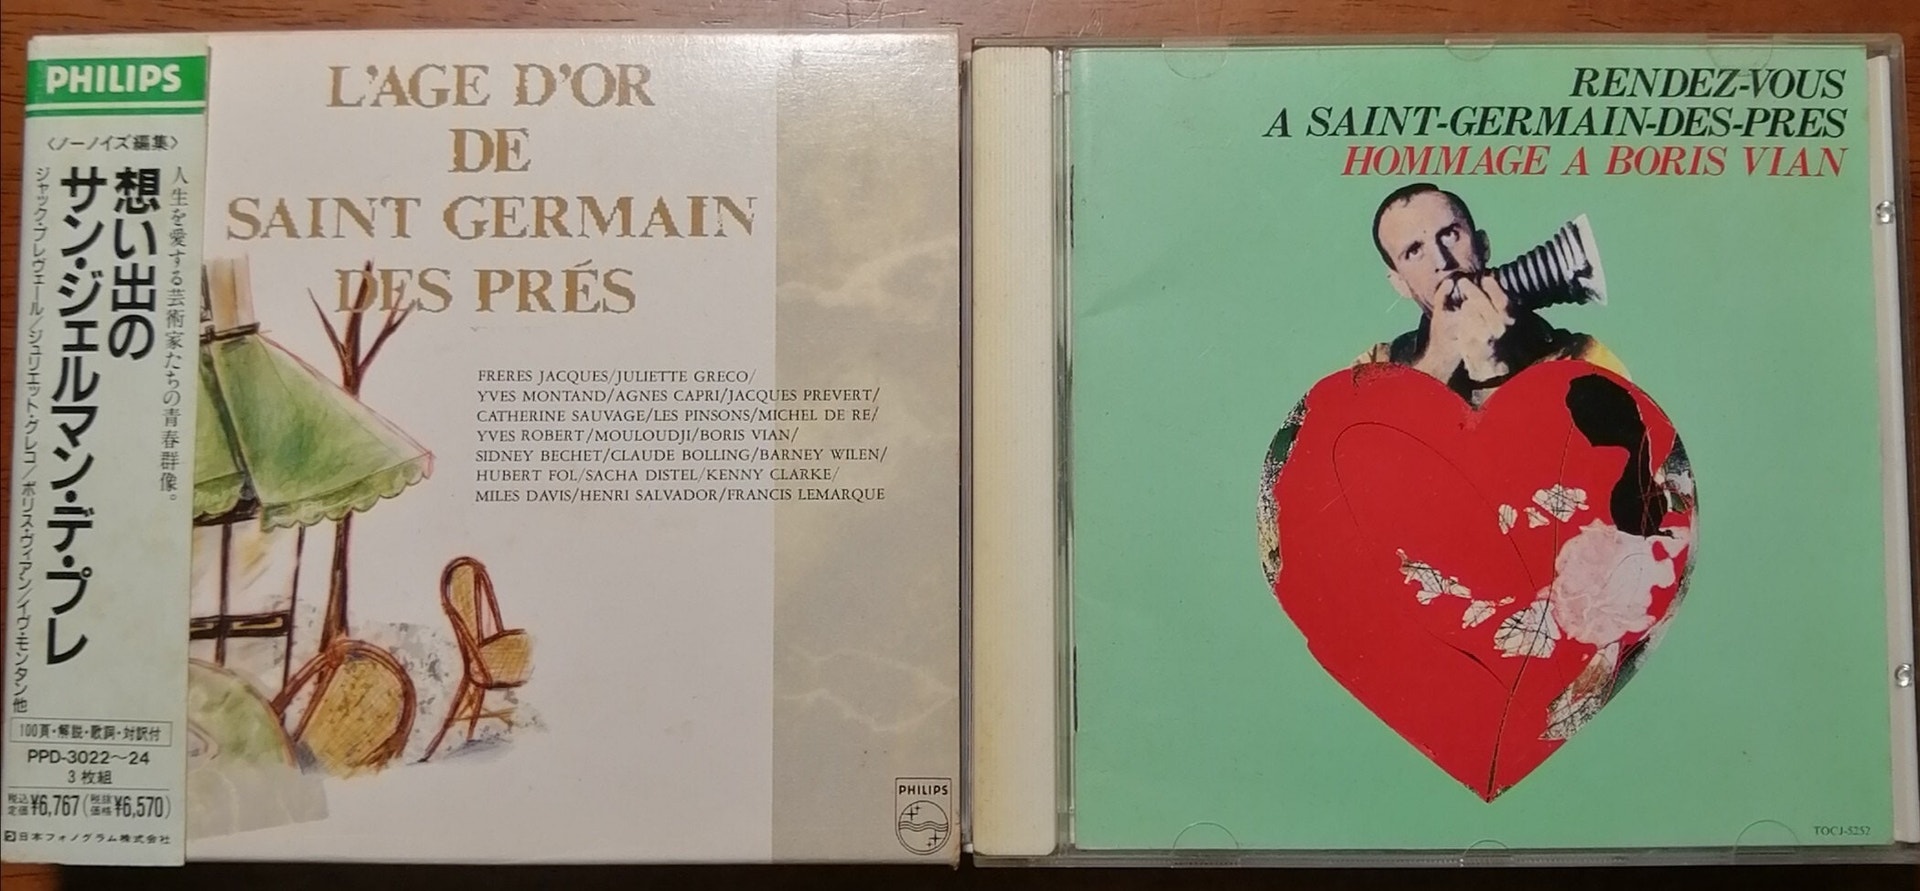 PHILIPS
〈ノーノイズ編集〉
人生を愛する芸術家たちの青春群像。
想い出の
サン・ジェルマン・デ・プレ
ジャック・プレヴェール/ジュリエット・グレコ/ボリス・ヴィアン/イヴ・モンタン他
100頁・解説・歌詞・対訳付
PPD-3022～24
3枚組
税込定価¥6,767(税抜価格¥6,570)
日本フォノグラム株式会社
L'AGE D'OR
DE
SAINT GERMAIN
DES PRÉS
FRERES JACQUES/JULIETTE GRECO/
YVES MONTAND/AGNES CAPRI/JACQUES PREVERT/
CATHERINE SAUVAGE/LES PINSONS/MICHEL DE RE/
YVES ROBERT/MOULOUDJI/BORIS VIAN/
SIDNEY BECHET/CLAUDE BOLLING/BARNEY WILEN/
HUBERT FOL/SACHA DISTEL/KENNY CLARKE/
MILES DAVIS/HENRI SALVADOR/FRANCIS LEMARQUE
PHILIPS
RENDEZ-VOUS
A SAINT-GERMAIN-DES-PRES
HOMMAGE A BORIS VIAN
TOCJ-5252